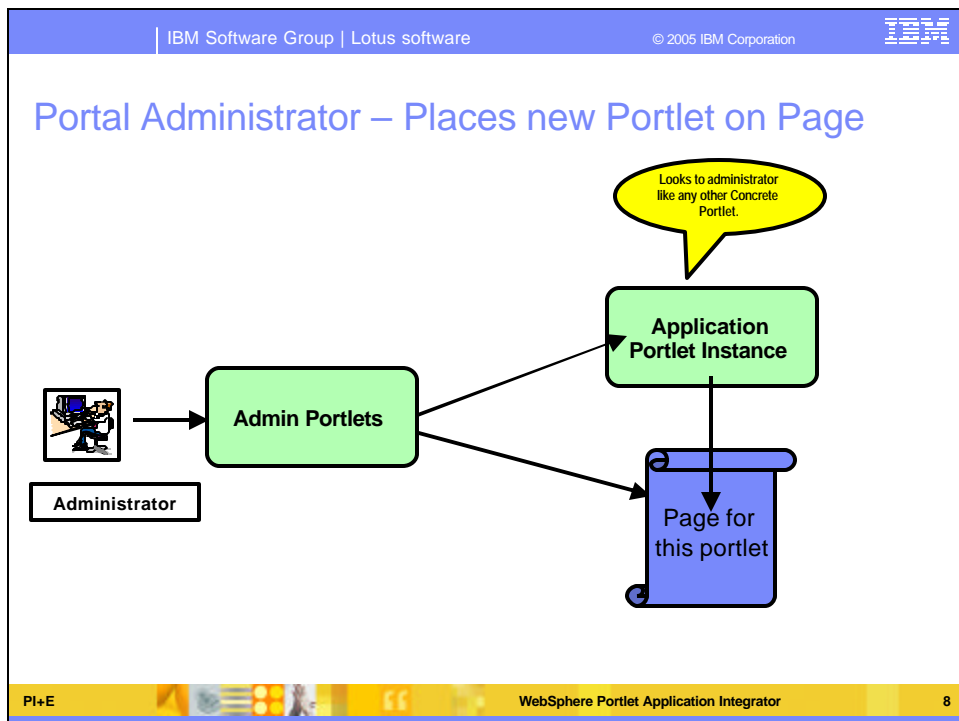 IBM Software Group | Lotus software
© 2005 IBM Corporation
IBM
Portal Administrator – Places new Portlet on Page
Looks to administrator
like any other Concrete
Portlet.
Application
Portlet Instance
Admin Portlets
Administrator
Page for
this portlet
PI+E
WebSphere Portlet Application Integrator
8